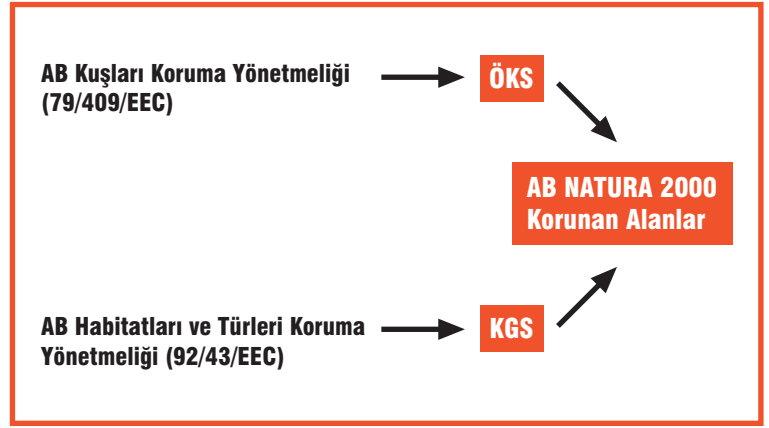 AB Kuşları Koruma Yönetmeliği
(79/409/EEC)
ÖKS
AB NATURA 2000
Korunan Alanlar
AB Habitatları ve Türleri Koruma
Yönetmeliği (92/43/EEC)
KGS